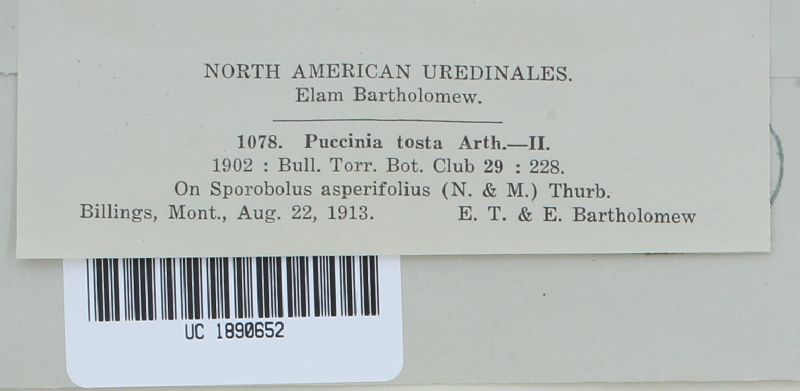 NORTH AMERICAN UREDINALES.
Elam Bartholomew.
1078. Puccinia tosta Arth.—II.
1902 : Bull. Torr. Bot. Club 29 : 228.
On Sporobolus asperifolius (N. & M.) Thurb.
Billings, Mont., Aug. 22, 1913. E. T. & E. Bartholomew
UC 1890652